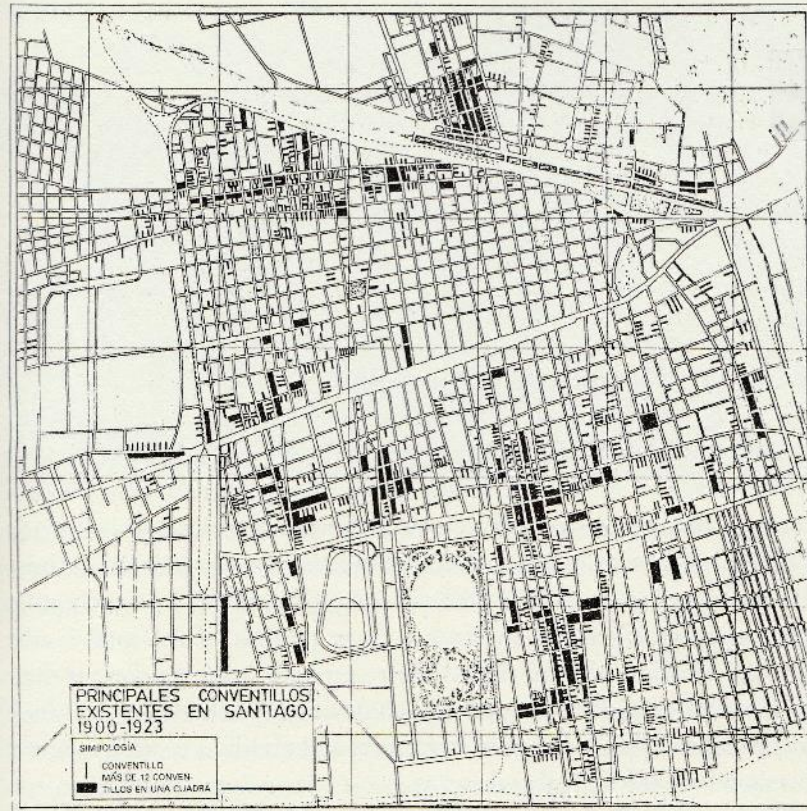 PRINCIPALES CONVENTILLOS
EXISTENTES EN SANTIAGO.
1900-1923
SIMBOLOGÍA
CONVENTILLO
MÁS DE 12 CONVEN-
TILLOS EN UNA CUADRA